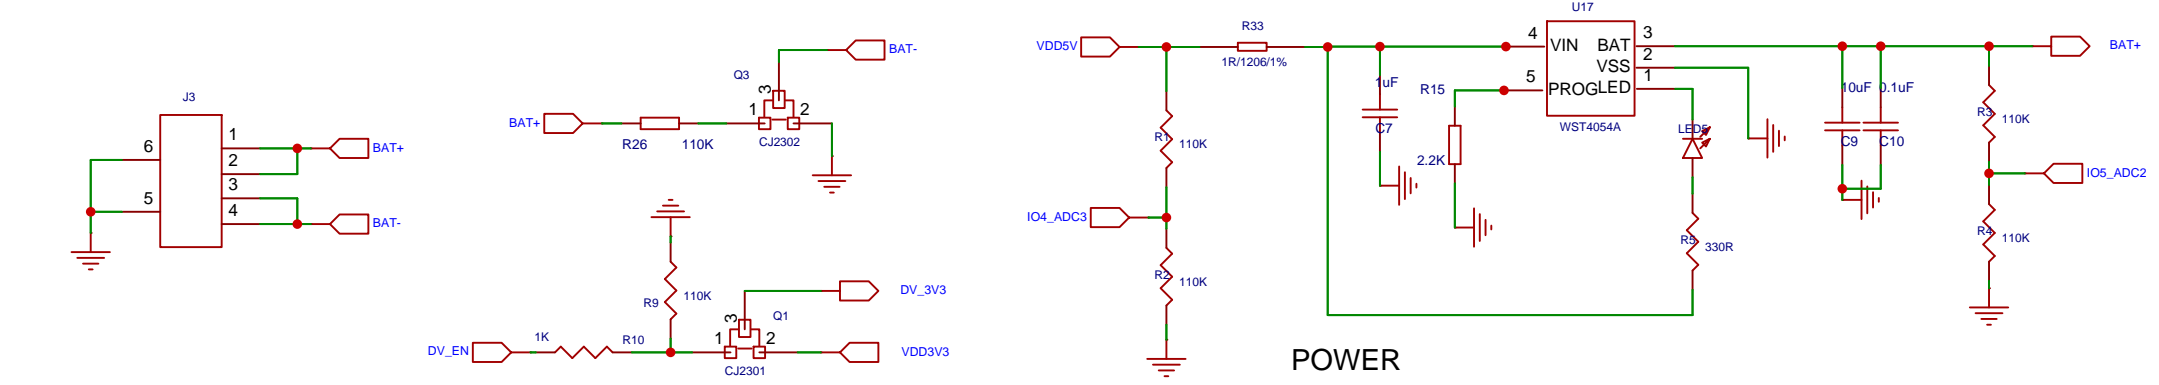 J3
6
5
1
2
3
4
BAT+
BAT-
BAT-
Q3
3
1
2
BAT+
R26
110K
CJ2302
R9
110K
DV_3V3
3
Q1
1
2
DV_EN
1K
R10
VDD3V3
CJ2301
VDD5V
R33
1R/1206/1%
R1
110K
IO4_ADC3
R2
110K
1uF
C7
R15
2.2K
U17
4
VIN
BAT
3
VSS
2
5
PROG
LED
1
WST4054A
LED5
R5
330R
10uF
0.1uF
C9
C10
BAT+
R3
110K
IO5_ADC2
R4
110K
POWER